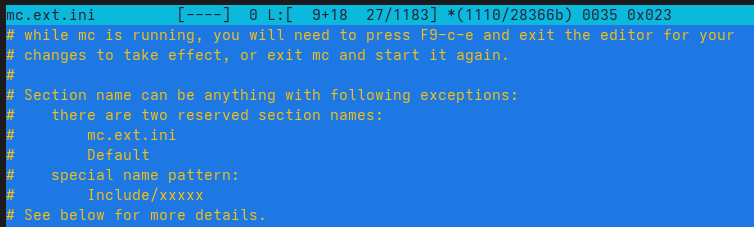 mc.ext.ini         [----]  0 L:[  9+18  27/1183] *(1110/28366b) 0035 0x023
# while mc is running, you will need to press F9-c-e and exit the editor for your
# changes to take effect, or exit mc and start it again.
#
# Section name can be anything with following exceptions:
#    there are two reserved section names:
#        mc.ext.ini
#        Default
#    special name pattern:
#        Include/xxxxx
# See below for more details.